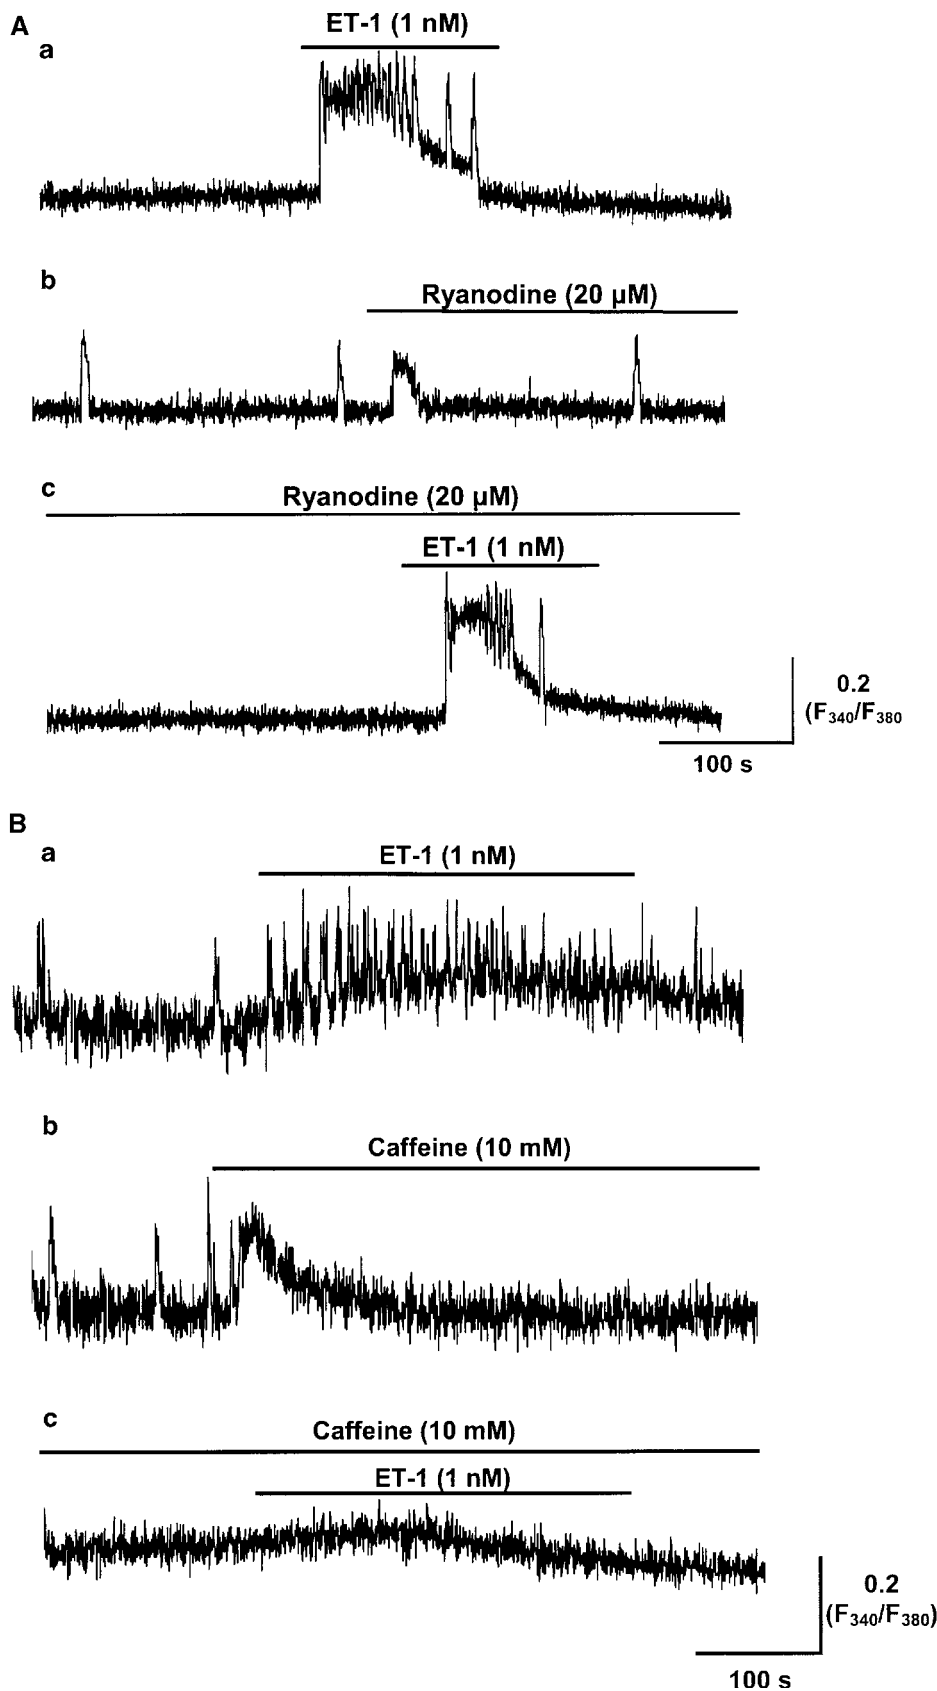 A
a
ET-1 (1 nM)
b
Ryanodine (20 µM)
c
Ryanodine (20 µM)
ET-1 (1 nM)
0.2
(F340/F380
100 s
B
a
ET-1 (1 nM)
b
Caffeine (10 mM)
c
Caffeine (10 mM)
ET-1 (1 nM)
0.2
(F340/F380)
100 s